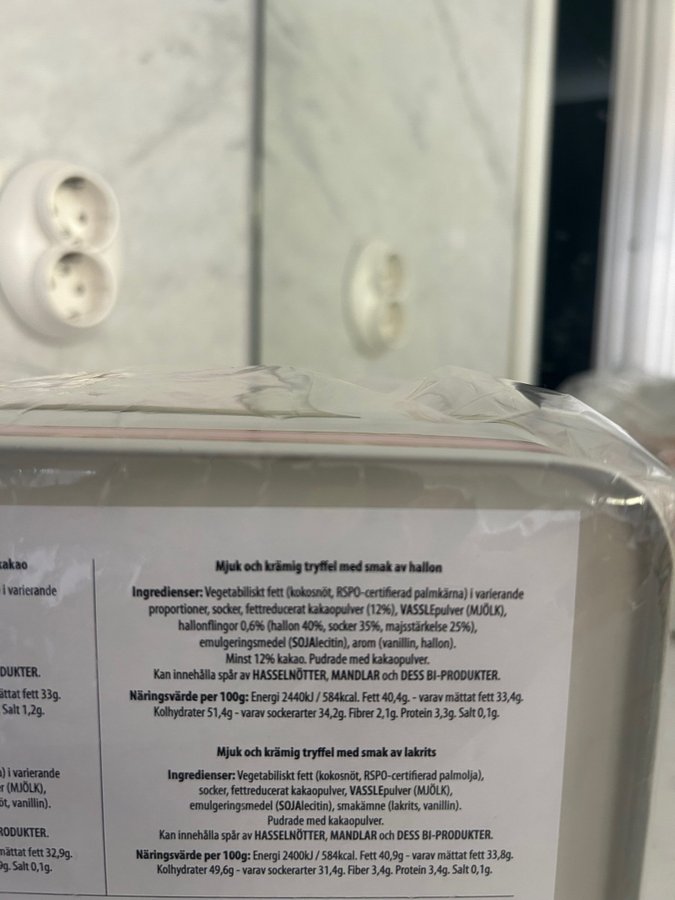 kakao
i varierande
DUKTER.
ättat fett 33g.
Salt 1,2g.
) i varierande
r (MJÖLK),
öt, vanillin).
RODUKTER.
mättat fett 32,9g.
9g. Salt 0,1g.
Mjuk och krämig tryffel med smak av hallon
Ingredienser: Vegetabiliskt fett (kokosnöt, RSPO-certifierad palmkärna) i varierande
proportioner, socker, fettreducerat kakaopulver (12%), VASSLEpulver (MJÖLK),
hallonflingor 0,6% (hallon 40%, socker 35%, majsstärkelse 25%),
emulgeringsmedel (SOJAlecitin), arom (vanillin, hallon).
Minst 12% kakao. Pudrade med kakaopulver.
Kan innehålla spår av HASSELNÖTTER, MANDLAR och DESS BI-PRODUKTER.
Näringsvärde per 100g: Energi 2440kJ / 584kcal. Fett 40,4g. - varav mättat fett 33,4g.
Kolhydrater 51,4g - varav sockerarter 34,2g. Fibrer 2,1g. Protein 3,3g. Salt 0,1g.
Mjuk och krämig tryffel med smak av lakrits
Ingredienser: Vegetabiliskt fett (kokosnöt, RSPO-certifierad palmolja),
socker, fettreducerat kakaopulver, VASSLEpulver (MJÖLK),
emulgeringsmedel (SOJAlecitin), smakämne (lakrits, vanillin).
Pudrade med kakaopulver.
Kan innehålla spår av HASSELNÖTTER, MANDLAR och DESS BI-PRODUKTER.
Näringsvärde per 100g: Energi 2400kJ / 584kcal. Fett 40,9g - varav mättat fett 33,8g.
Kolhydrater 49,6g - varav sockerarter 31,4g. Fiber 3,4g. Protein 3,4g. Salt 0,1g.